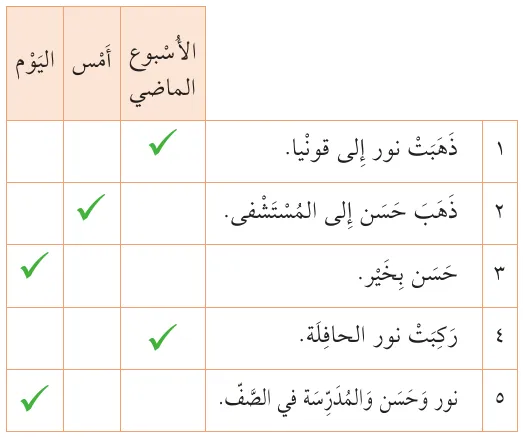 الأُسْبوع الماضي
أَمْس
اليَوْم
١ ذَهَبَتْ نور إِلى قونْيا.
٢ ذَهَبَ حَسَن إِلى المُسْتَشْفى.
٣ حَسَن بِخَيْر.
٤ رَكِبَتْ نور الحافِلَة.
٥ نور وَحَسَن وَالمُدَرِّسَة في الصَّفّ.